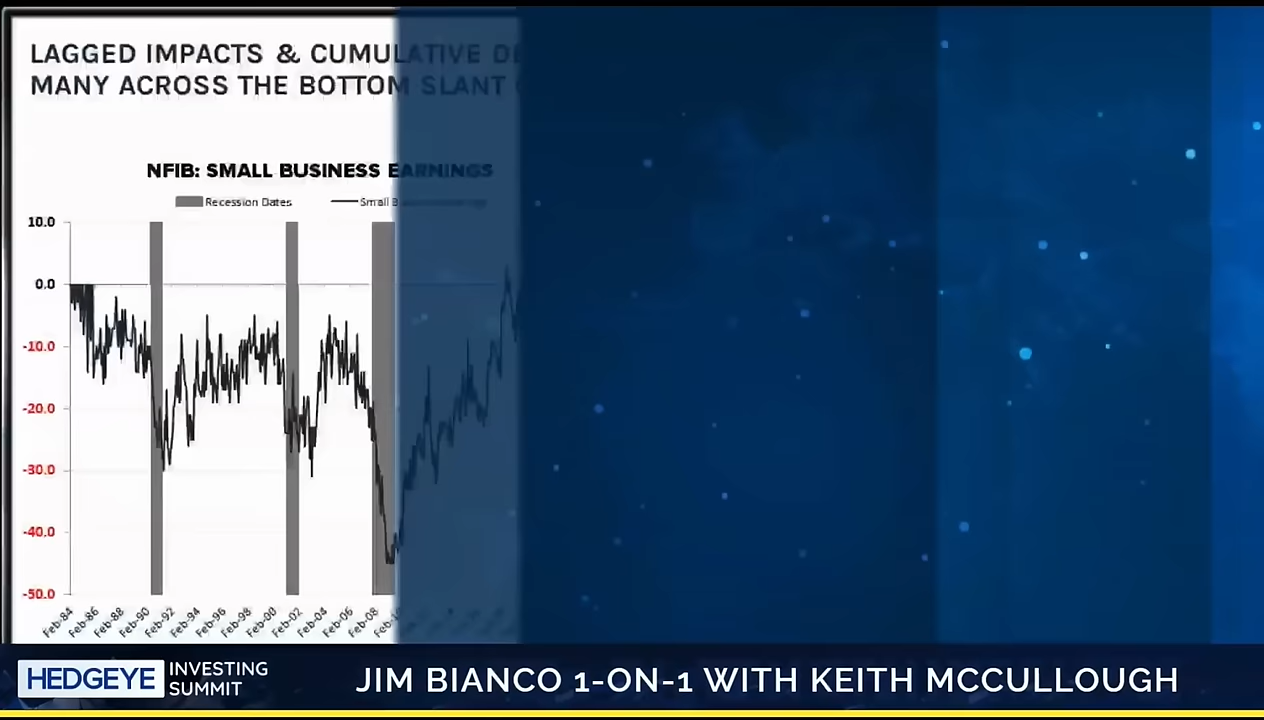 LAGGED IMPACTS & CUMULATIVE
MANY ACROSS THE BOTTOM SLANT
NFIB: SMALL BUSINESS EARNINGS
Recession Dates
Small
10.0
0.0
-10.0
-20.0
-30.0
-40.0
-50.0
Feb-84 Feb-86 Feb-88 Feb-90 Feb-92 Feb-94 Feb-96 Feb-98 Feb-00 Feb-02 Feb-04 Feb-06 Feb-08
HEDGEYE
INVESTING
SUMMIT
JIM BIANCO 1-ON-1 WITH KEITH MCCULLOUGH